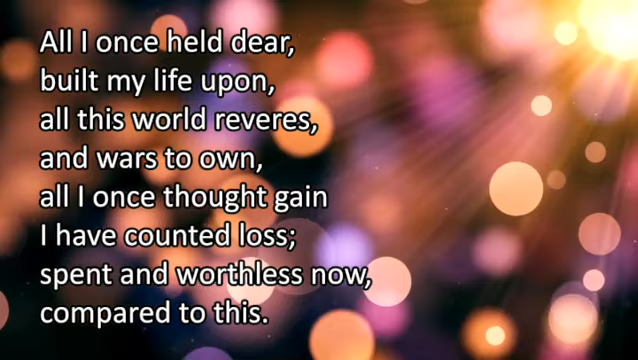 All I once held dear,
built my life upon,
all this world reveres,
and wars to own,
all I once thought gain
I have counted loss;
spent and worthless now,
compared to this.